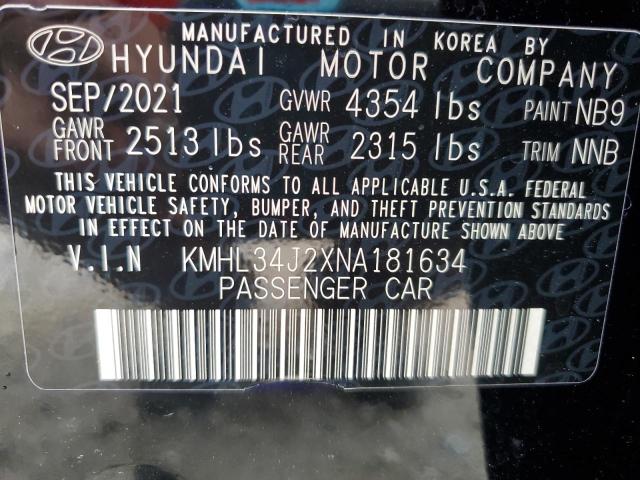 MANUFACTURED IN KOREA BY
HYUNDAI MOTOR COMPANY
SEP/2021 GVWR 4354 lbs PAINT NB9
GAWR FRONT 2513 lbs GAWR REAR 2315 lbs TRIM NNB
THIS VEHICLE CONFORMS TO ALL APPLICABLE U.S.A. FEDERAL
MOTOR VEHICLE SAFETY, BUMPER, AND THEFT PREVENTION STANDARDS
IN EFFECT ON THE DATE OF MANUFACTURE SHOWN ABOVE.
V.I.N KMHL34J2XNA181634
PASSENGER CAR